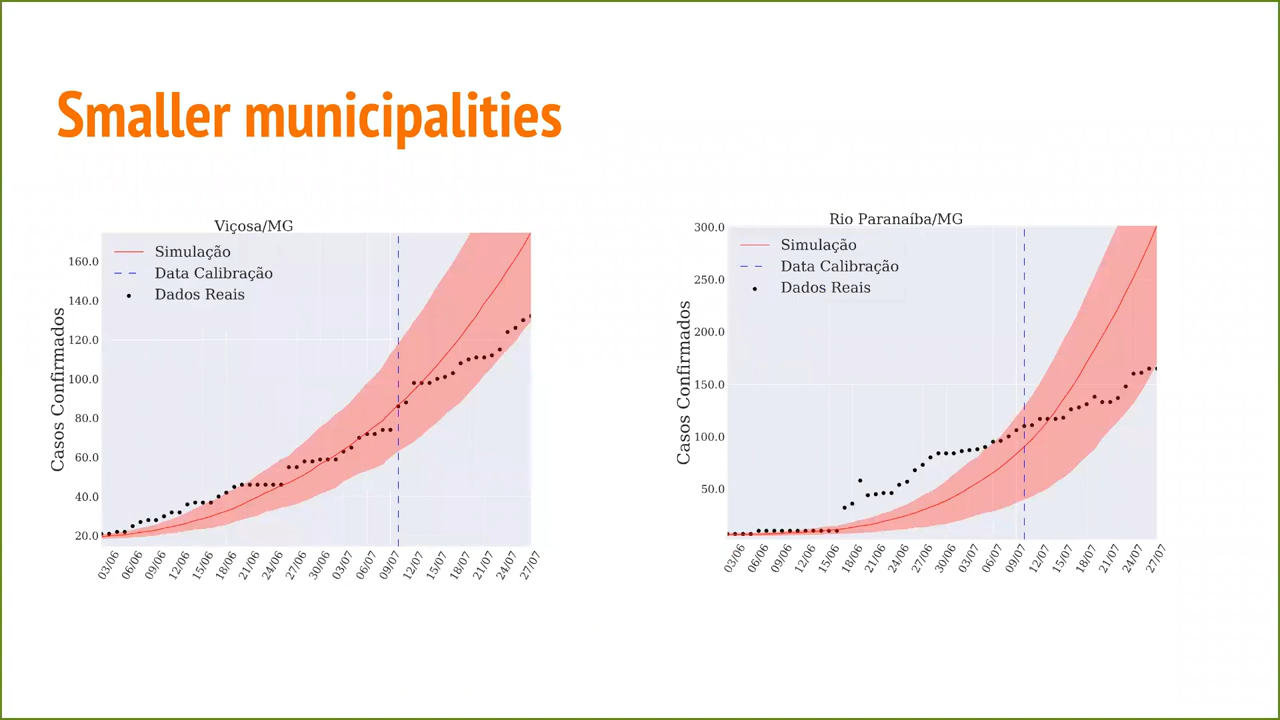 Smaller municipalities
Viçosa/MG
Simulação
Data Calibração
Dados Reais
Casos Confirmados
160.0
140.0
120.0
100.0
80.0
60.0
40.0
20.0
03/06 06/06 09/06 12/06 15/06 18/06 21/06 24/06 27/06 30/06 03/07 06/07 09/07 12/07 15/07 18/07 21/07 24/07 27/07
Rio Paranaíba/MG
Simulação
Data Calibração
Dados Reais
Casos Confirmados
300.0
250.0
200.0
150.0
100.0
50.0
03/06 06/06 09/06 12/06 15/06 18/06 21/06 24/06 27/06 30/06 03/07 06/07 09/07 12/07 15/07 18/07 21/07 24/07 27/07